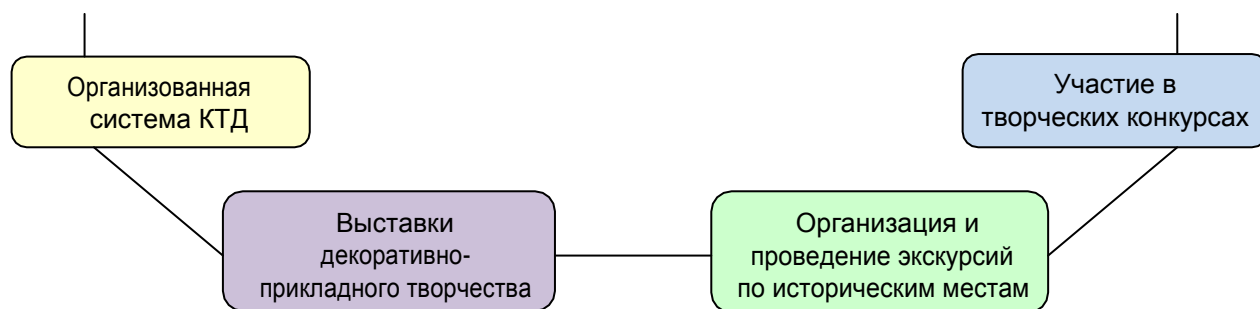 Организованная
система КТД
Участие в
творческих конкурсах
Выставки
декоративно-
прикладного творчества
Организация и
проведение экскурсий
по историческим местам